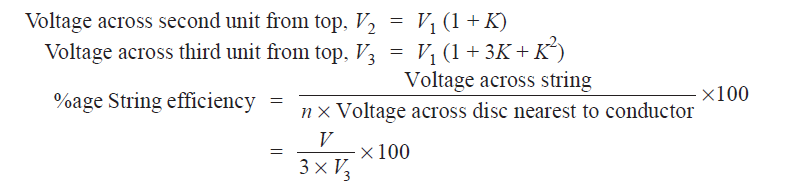 Voltage across second unit from top, V₂ = V₁ (1 + K)
Voltage across third unit from top, V₃ = V₁ (1 + 3K + K²)
%age String efficiency = Voltage across string / n × Voltage across disc nearest to conductor ×100
= V / 3 × V₃ × 100